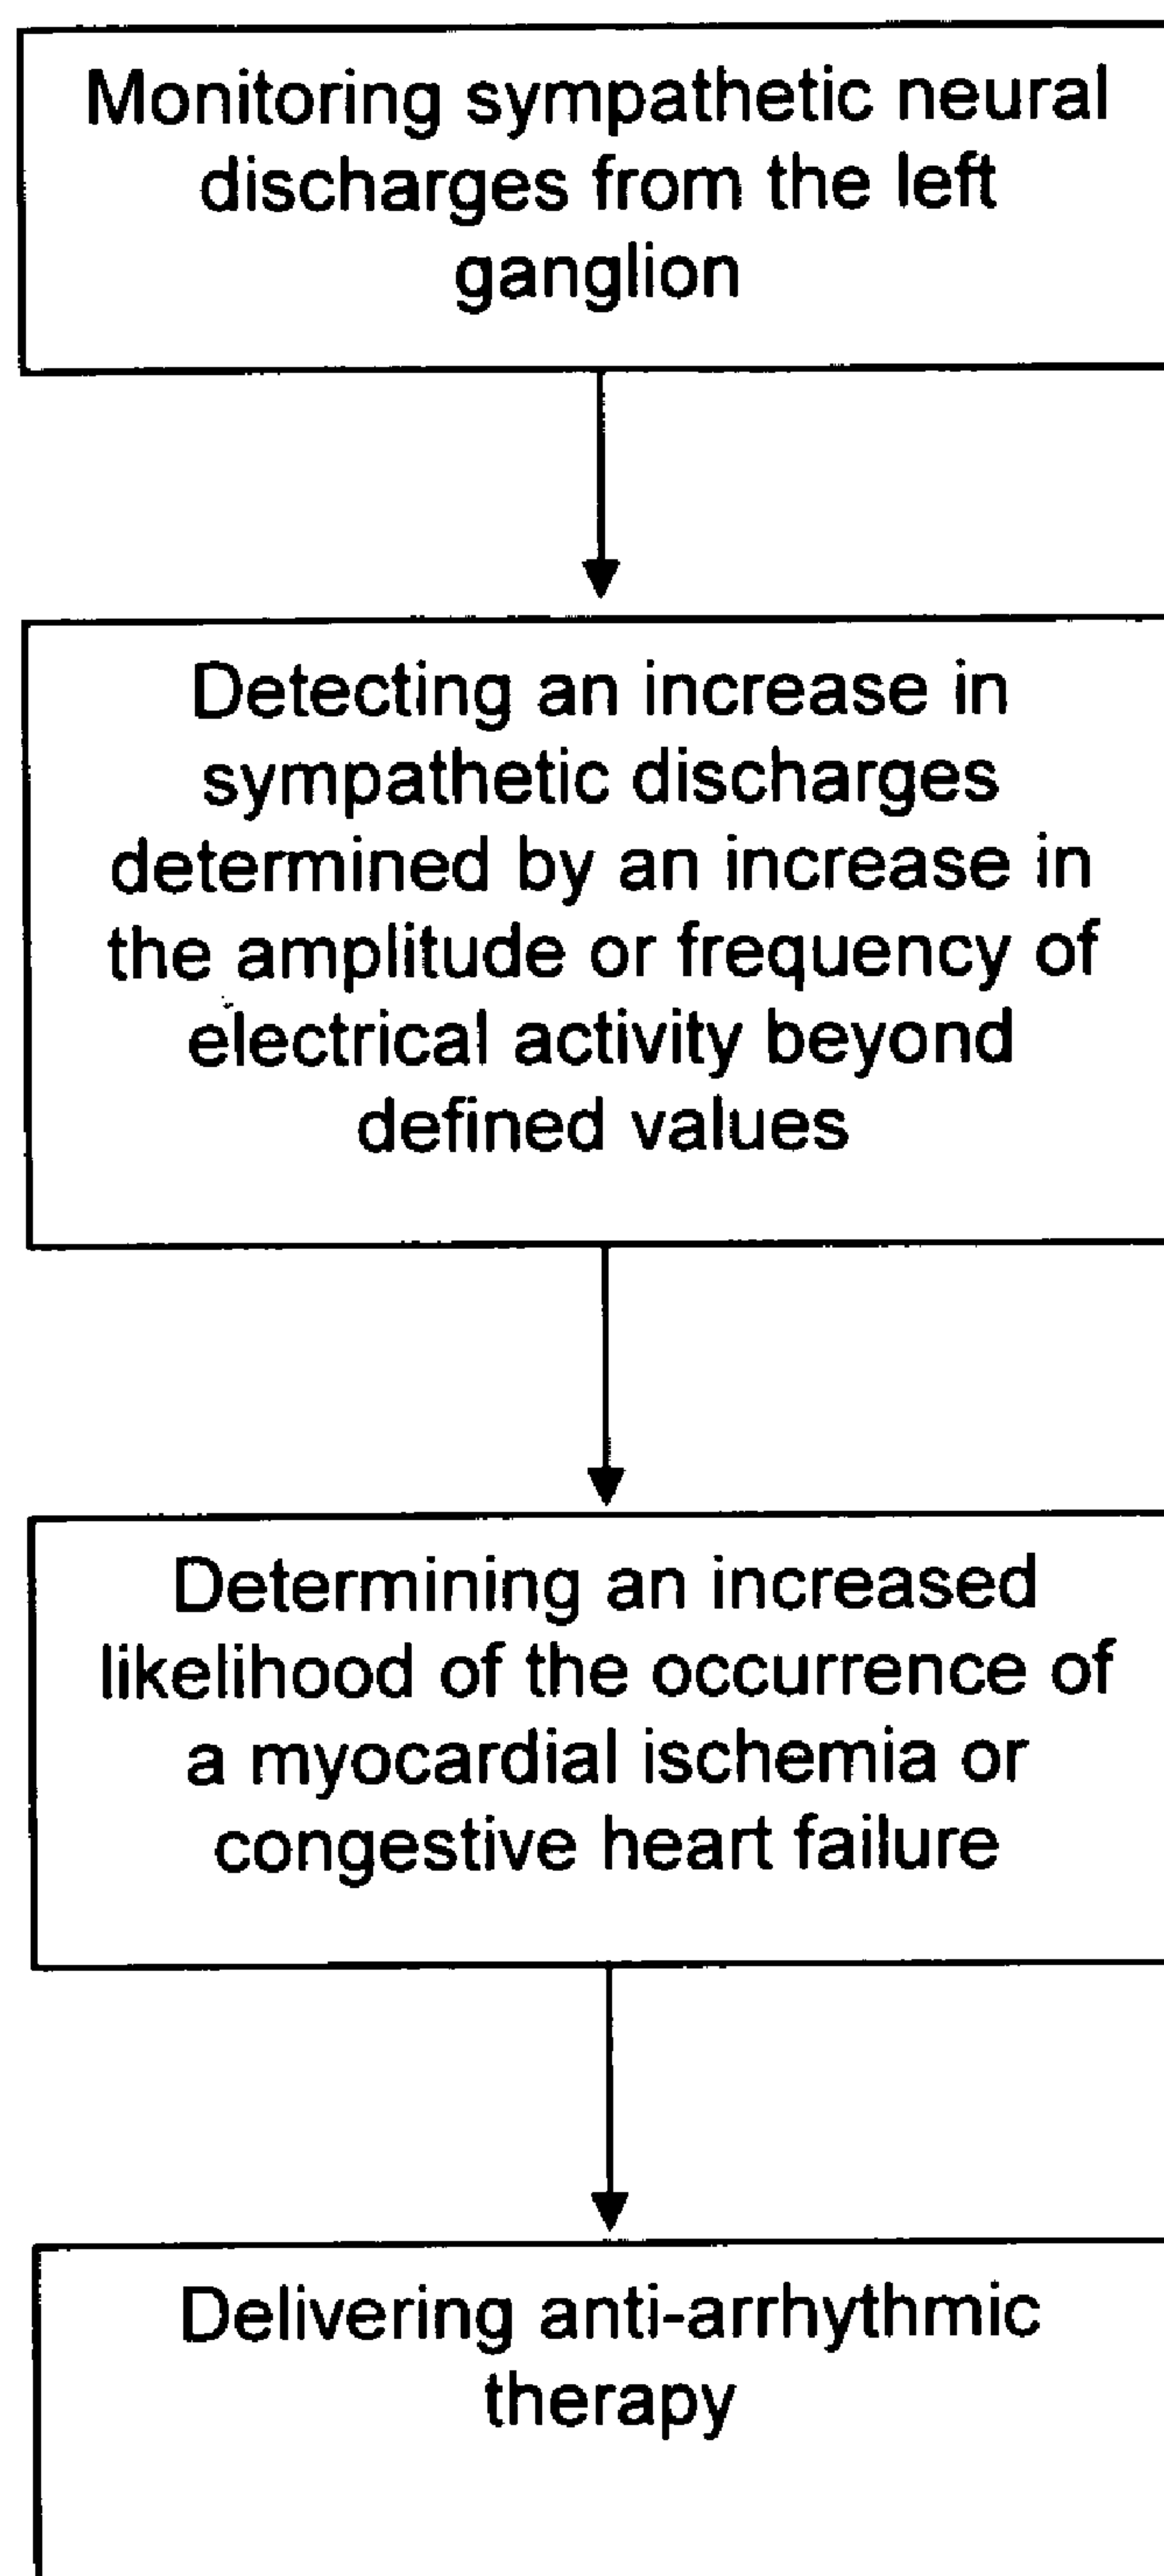 Monitoring sympathetic neural
discharges from the left
ganglion
Detecting an increase in
sympathetic discharges
determined by an increase in
the amplitude or frequency of
electrical activity beyond
defined values
Determining an increased
likelihood of the occurrence of
a myocardial ischemia or
congestive heart failure
Delivering anti-arrhythmic
therapy